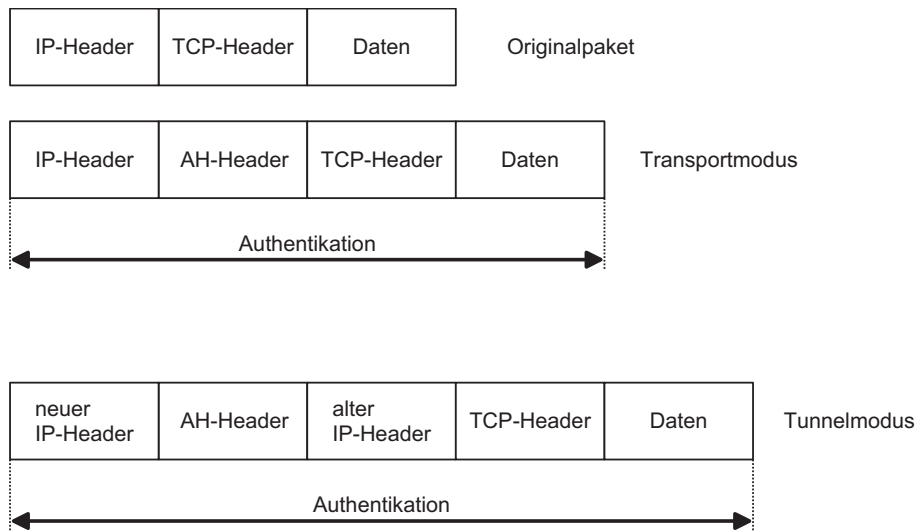 IP-Header TCP-Header Daten Originalpaket
IP-Header AH-Header TCP-Header Daten Transportmodus
Authentikation
neuer IP-Header AH-Header alter IP-Header TCP-Header Daten Tunnelmodus
Authentikation